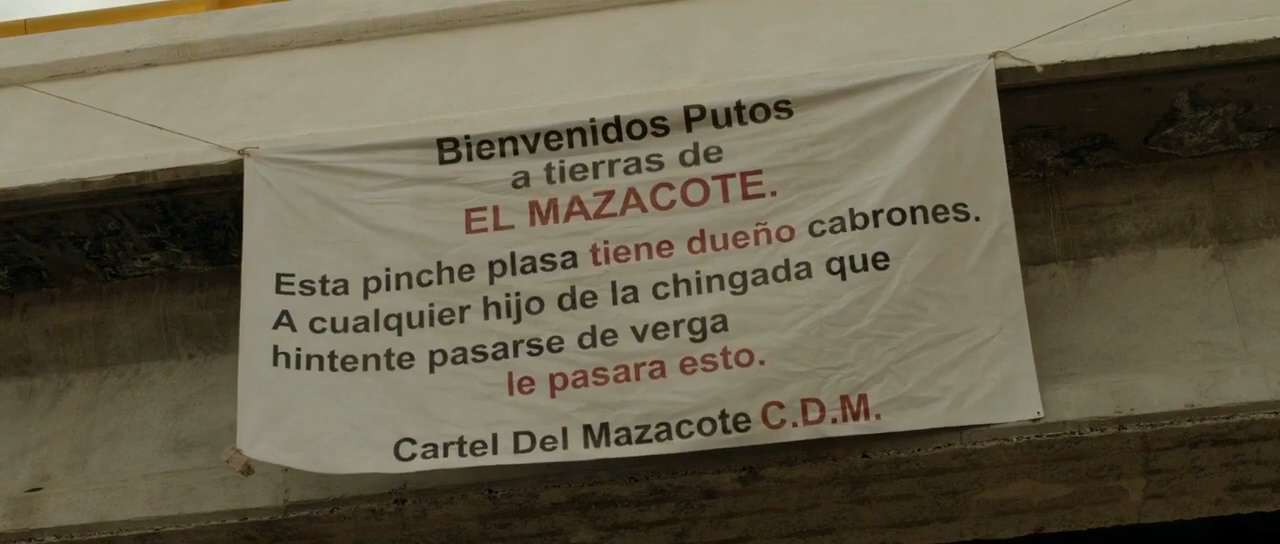 Bienvenidos Putos
a tierras de
EL MAZACOTE.
Esta pinche plasa tiene dueño cabrones.
A cualquier hijo de la chingada que
hintente pasarse de verga
le pasara esto.
Cartel Del Mazacote C.D.M.